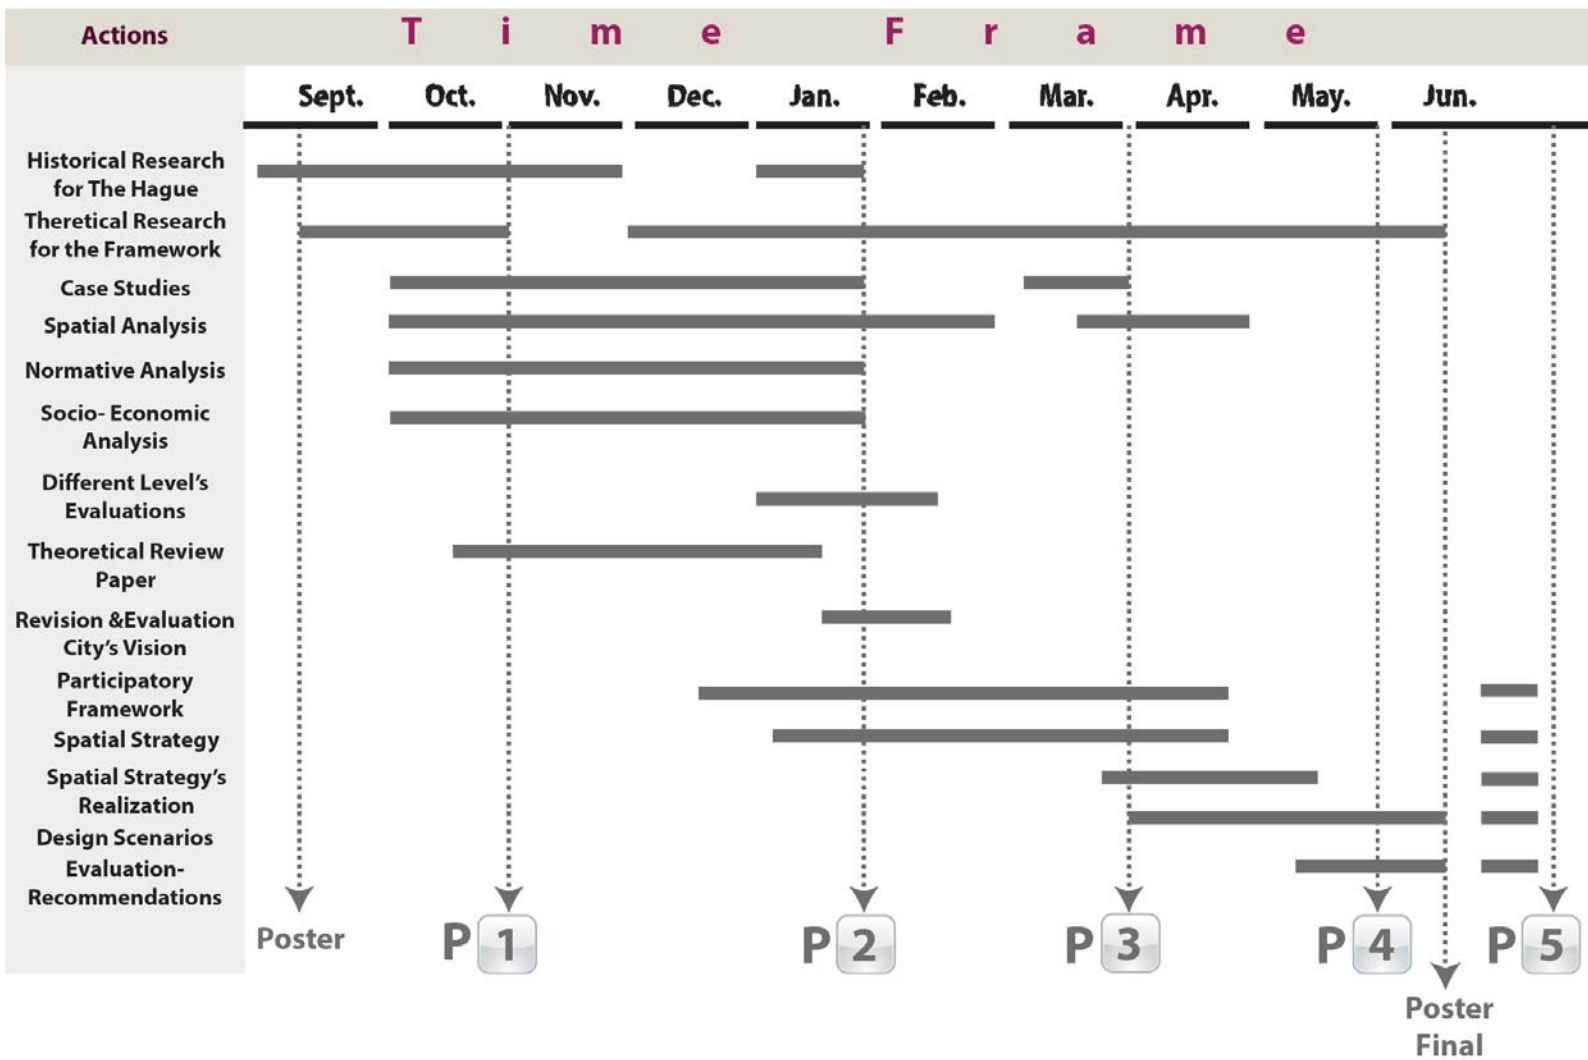 Actions
T i m e F r a m e
Sept. Oct. Nov. Dec. Jan. Feb. Mar. Apr. May. Jun.
Historical Research
for The Hague
Theretical Research
for the Framework
Case Studies
Spatial Analysis
Normative Analysis
Socio- Economic
Analysis
Different Level's
Evaluations
Theoretical Review
Paper
Revision &Evaluation
City's Vision
Participatory
Framework
Spatial Strategy
Spatial Strategy's
Realization
Design Scenarios
Evaluation-
Recommendations
Poster P 1 P 2 P 3 P 4 P 5
Poster
Final